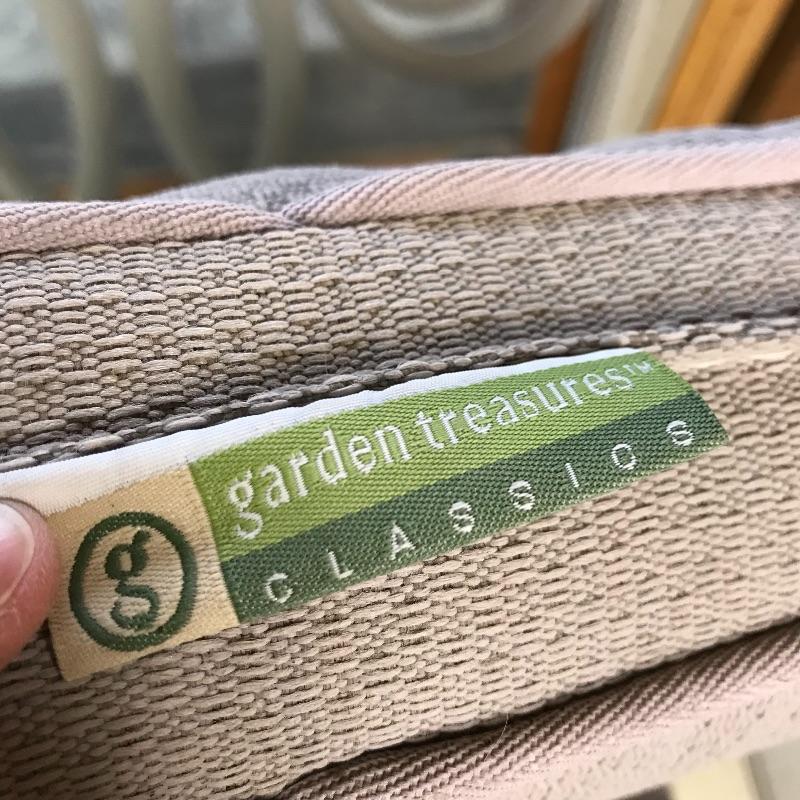 garden treasures™
CLASSICS
g